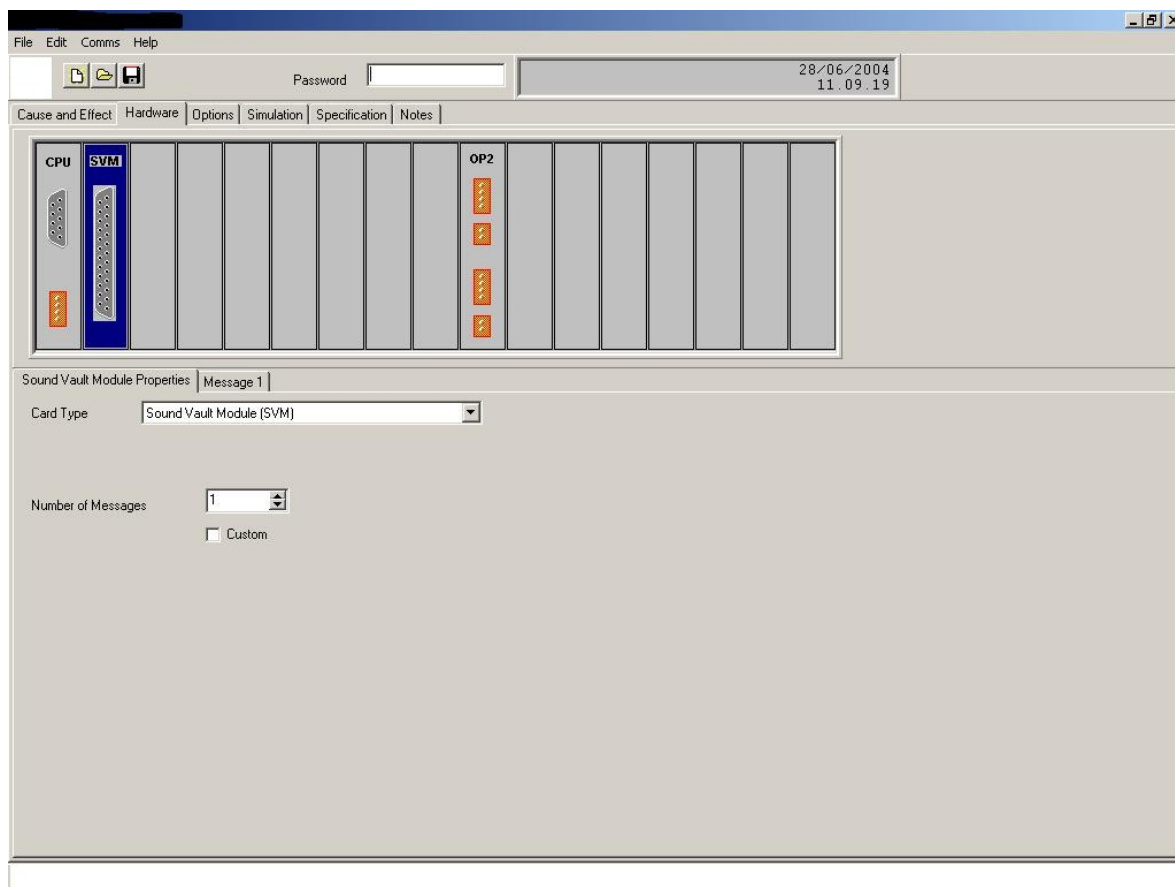 File Edit Comms Help
Password
28/06/2004
11.09.19
Cause and Effect Hardware Options Simulation Specification Notes
CPU SVM OP2
Sound Vault Module Properties Message 1
Card Type Sound Vault Module (SVM)
Number of Messages 1
Custom